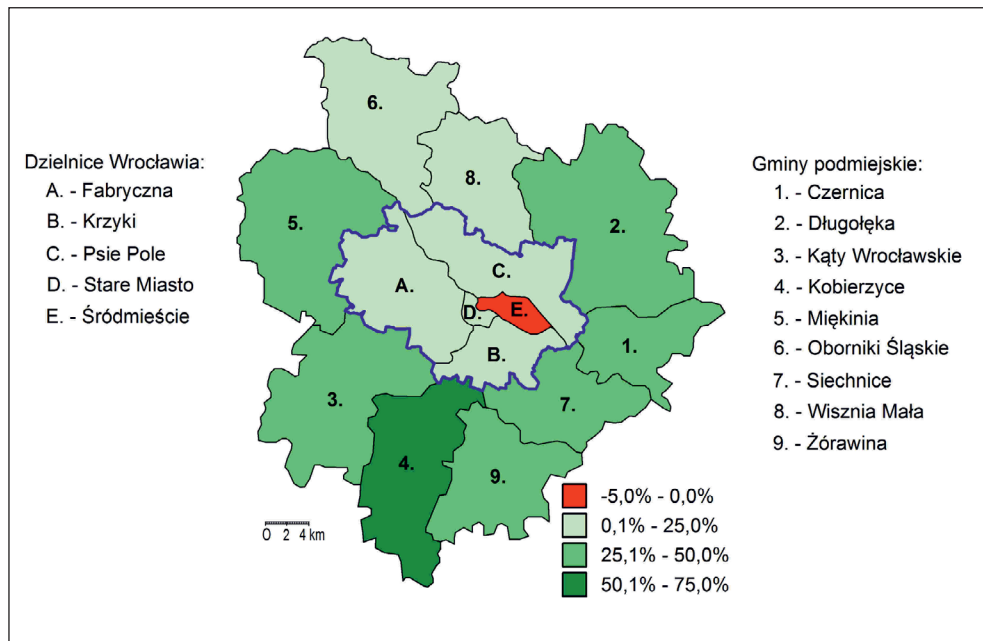 Dzielnice Wrocławia:
A. - Fabryczna
B. - Krzyki
C. - Psie Pole
D. - Stare Miasto
E. - Śródmieście
6.
8.
5.
2.
C.
A.
D.
E.
B.
1.
3.
7.
4.
9.
Gminy podmiejskie:
1. - Czernica
2. - Długołęka
3. - Kąty Wrocławskie
4. - Kobierzyce
5. - Miękinia
6. - Oborniki Śląskie
7. - Siechnice
8. - Wisznia Mała
9. - Żórawina
0 2 4 km
-5,0% - 0,0%
0,1% - 25,0%
25,1% - 50,0%
50,1% - 75,0%